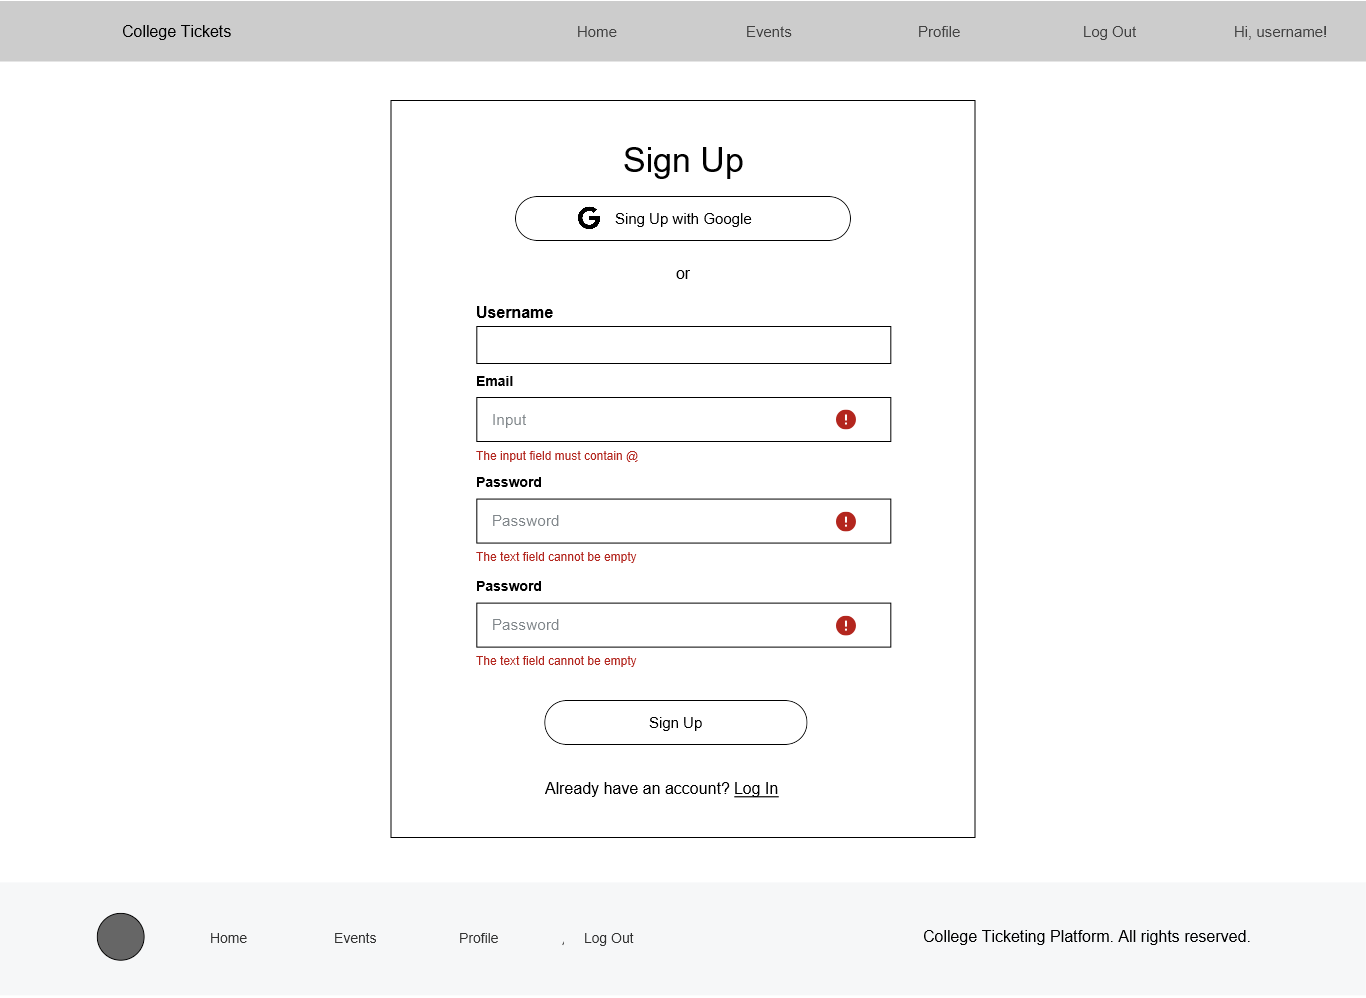 College Tickets Home Events Profile Log Out Hi, username!
Sign Up
Sing Up with Google
or
Username
Email
Input
The input field must contain @
Password
Password
The text field cannot be empty
Password
Password
The text field cannot be empty
Sign Up
Already have an account? Log In
Home Events Profile , Log Out College Ticketing Platform. All rights reserved.